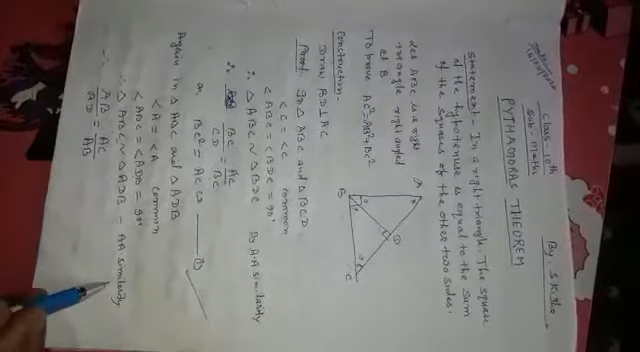 Class-10th
By. S K Jha
Sub-maths
PYTHAMORAS THEOREM
Statement- In a right triangle, The square
of the hypotenuse is equal to the sum
of the squares of the other two sides.
Let ABC is a right
triangle right angled
at B
To prove AC²=AB²+BC²
Construction-
Draw BD⊥AC
A
D
B
C
Proof- In △ABC and △BCD
<C = <C common
<ABC = <BDC = 90°
∴ △ABC ~ △BDC by AA similarity
∴ BC/CD = AC/BC
or BC² = AC·CD — ①
Again in △ABC and △ADB
<A = <A common
<ABC = <ADB = 90°
∴ △ABC ~ △ADB - AA similarity
∴ AB/AD = AC/AB